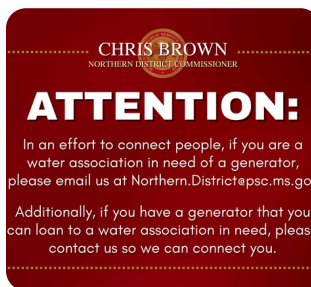 CHRIS BROWN
NORTHERN DISTRICT COMMISSIONER
ATTENTION:
In an effort to connect people, if you are a
water association in need of a generator,
please email us at Northern.District@psc.ms.go
Additionally, if you have a generator that you
can loan to a water association in need, pleas
contact us so we can connect you.